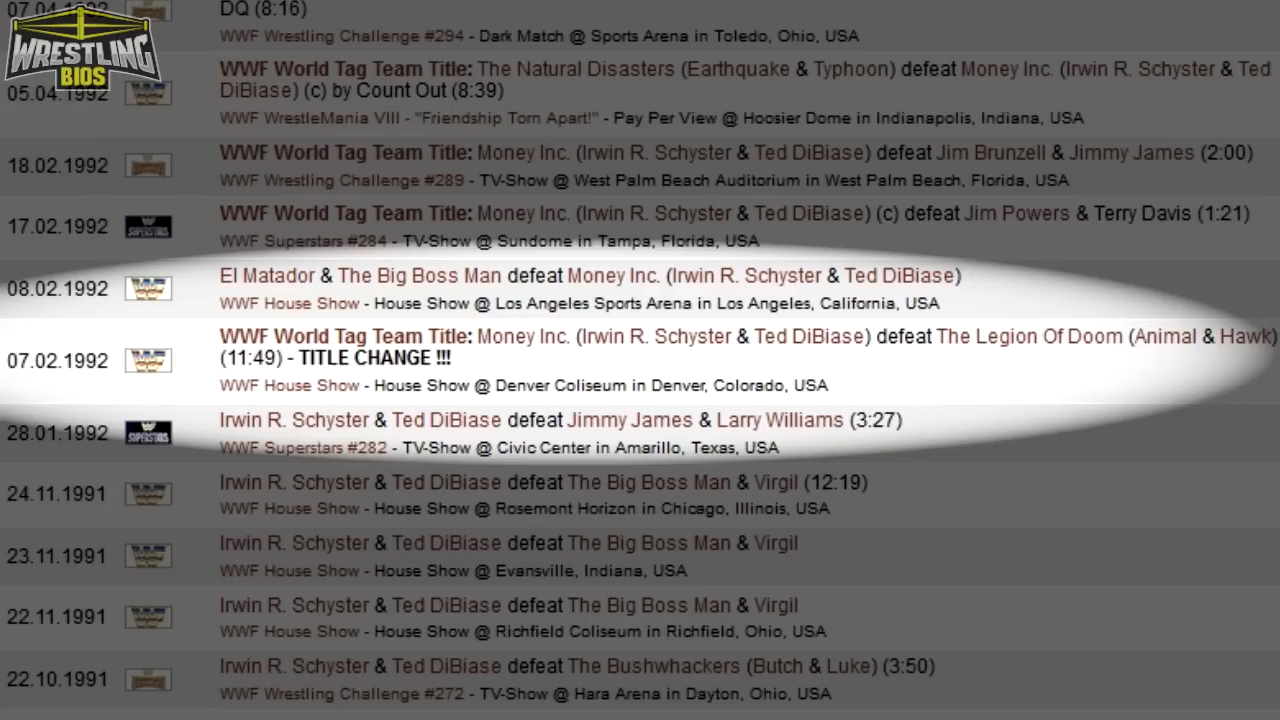 07.04.1992 DQ (8:16)
WWF Wrestling Challenge #294 - Dark Match @ Sports Arena in Toledo, Ohio, USA
WRESTLING
BIOS
WWF World Tag Team Title: The Natural Disasters (Earthquake & Typhoon) defeat Money Inc. (Irwin R. Schyster & Ted
05.04.1992 DiBiase) (c) by Count Out (8:39)
WWF WrestleMania VIII - "Friendship Torn Apart!" - Pay Per View @ Hoosier Dome in Indianapolis, Indiana, USA
18.02.1992 WWF World Tag Team Title: Money Inc. (Irwin R. Schyster & Ted DiBiase) defeat Jim Brunzell & Jimmy James (2:00)
WWF Wrestling Challenge #289 - TV-Show @ West Palm Beach Auditorium in West Palm Beach, Florida, USA
17.02.1992 SUPERSTARS WWF World Tag Team Title: Money Inc. (Irwin R. Schyster & Ted DiBiase) (c) defeat Jim Powers & Terry Davis (1:21)
WWF Superstars #284 - TV-Show @ Sundome in Tampa, Florida, USA
08.02.1992 WWF El Matador & The Big Boss Man defeat Money Inc. (Irwin R. Schyster & Ted DiBiase)
WWF House Show - House Show @ Los Angeles Sports Arena in Los Angeles, California, USA
WWF World Tag Team Title: Money Inc. (Irwin R. Schyster & Ted DiBiase) defeat The Legion Of Doom (Animal & Hawk)
07.02.1992 WWF (11:49) - TITLE CHANGE !!!
WWF House Show - House Show @ Denver Coliseum in Denver, Colorado, USA
28.01.1992 SUPERSTARS Irwin R. Schyster & Ted DiBiase defeat Jimmy James & Larry Williams (3:27)
WWF Superstars #282 - TV-Show @ Civic Center in Amarillo, Texas, USA
24.11.1991 WWF Irwin R. Schyster & Ted DiBiase defeat The Big Boss Man & Virgil (12:19)
WWF House Show - House Show @ Rosemont Horizon in Chicago, Illinois, USA
23.11.1991 WWF Irwin R. Schyster & Ted DiBiase defeat The Big Boss Man & Virgil
WWF House Show - House Show @ Evansville, Indiana, USA
22.11.1991 WWF Irwin R. Schyster & Ted DiBiase defeat The Big Boss Man & Virgil
WWF House Show - House Show @ Richfield Coliseum in Richfield, Ohio, USA
22.10.1991 Irwin R. Schyster & Ted DiBiase defeat The Bushwhackers (Butch & Luke) (3:50)
WWF Wrestling Challenge #272 - TV-Show @ Hara Arena in Dayton, Ohio, USA